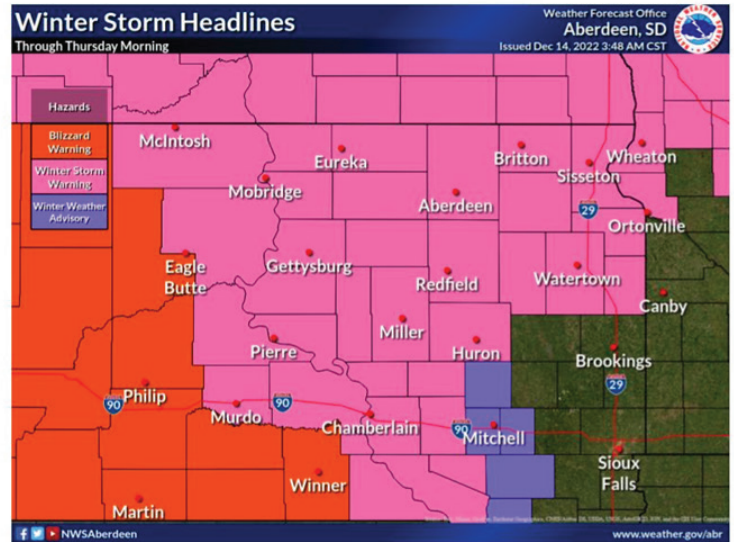 Winter Storm Headlines
Through Thursday Morning
Weather Forecast Office
Aberdeen, SD
Issued Dec 14, 2022 3:48 AM CST
Hazards
Blizzard
Warning
Winter Storm
Warning
Winter Weather
Advisory
McIntosh
Eureka
Britton
Wheaton
Sisseton
Mobridge
Aberdeen
29
Ortonville
Eagle
Butte
Gettysburg
Redfield
Watertown
Canby
Miller
Pierre
Huron
Brookings
29
Philip
90
Murdo
90
Chamberlain
90
Mitchell
Sioux
Falls
Winner
Martin
NWSAberdeen
www.weather.gov/abr